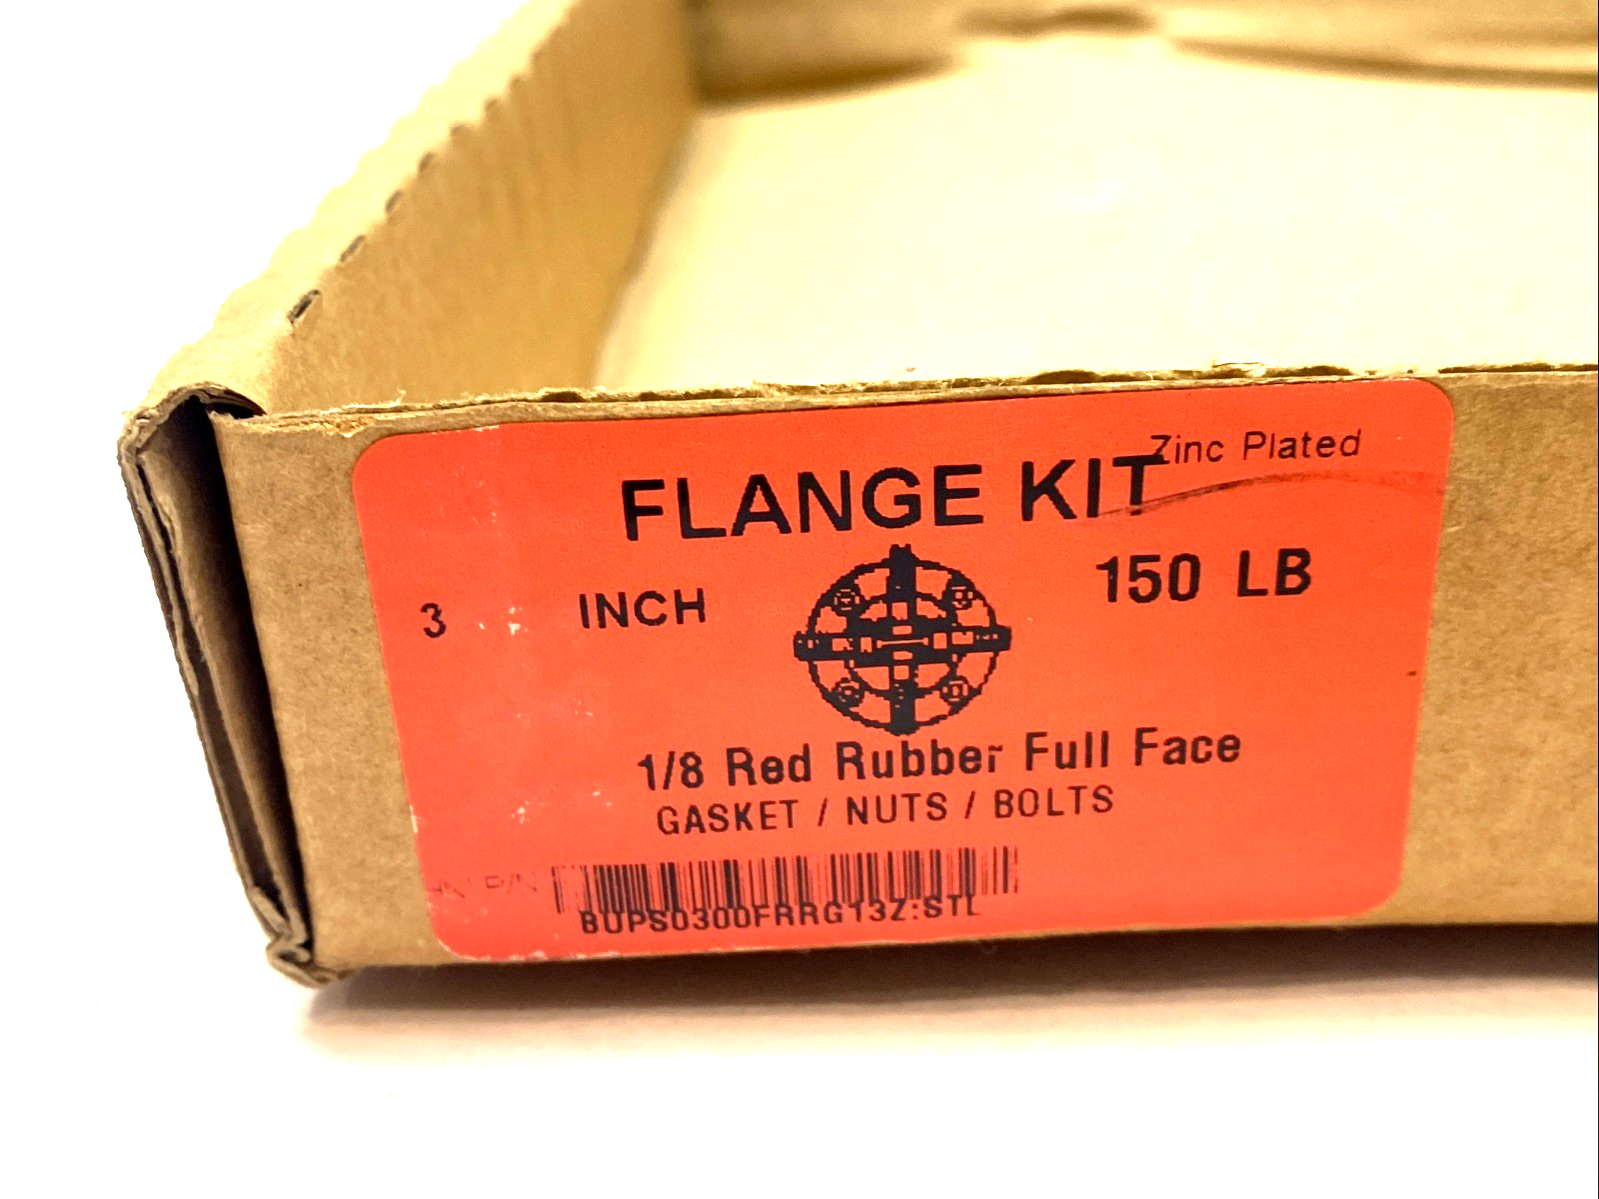 Zinc Plated
FLANGE KIT
3 INCH 150 LB
1/8 Red Rubber Full Face
GASKET / NUTS / BOLTS
P/N
BUPS0300FRRG13Z:STL